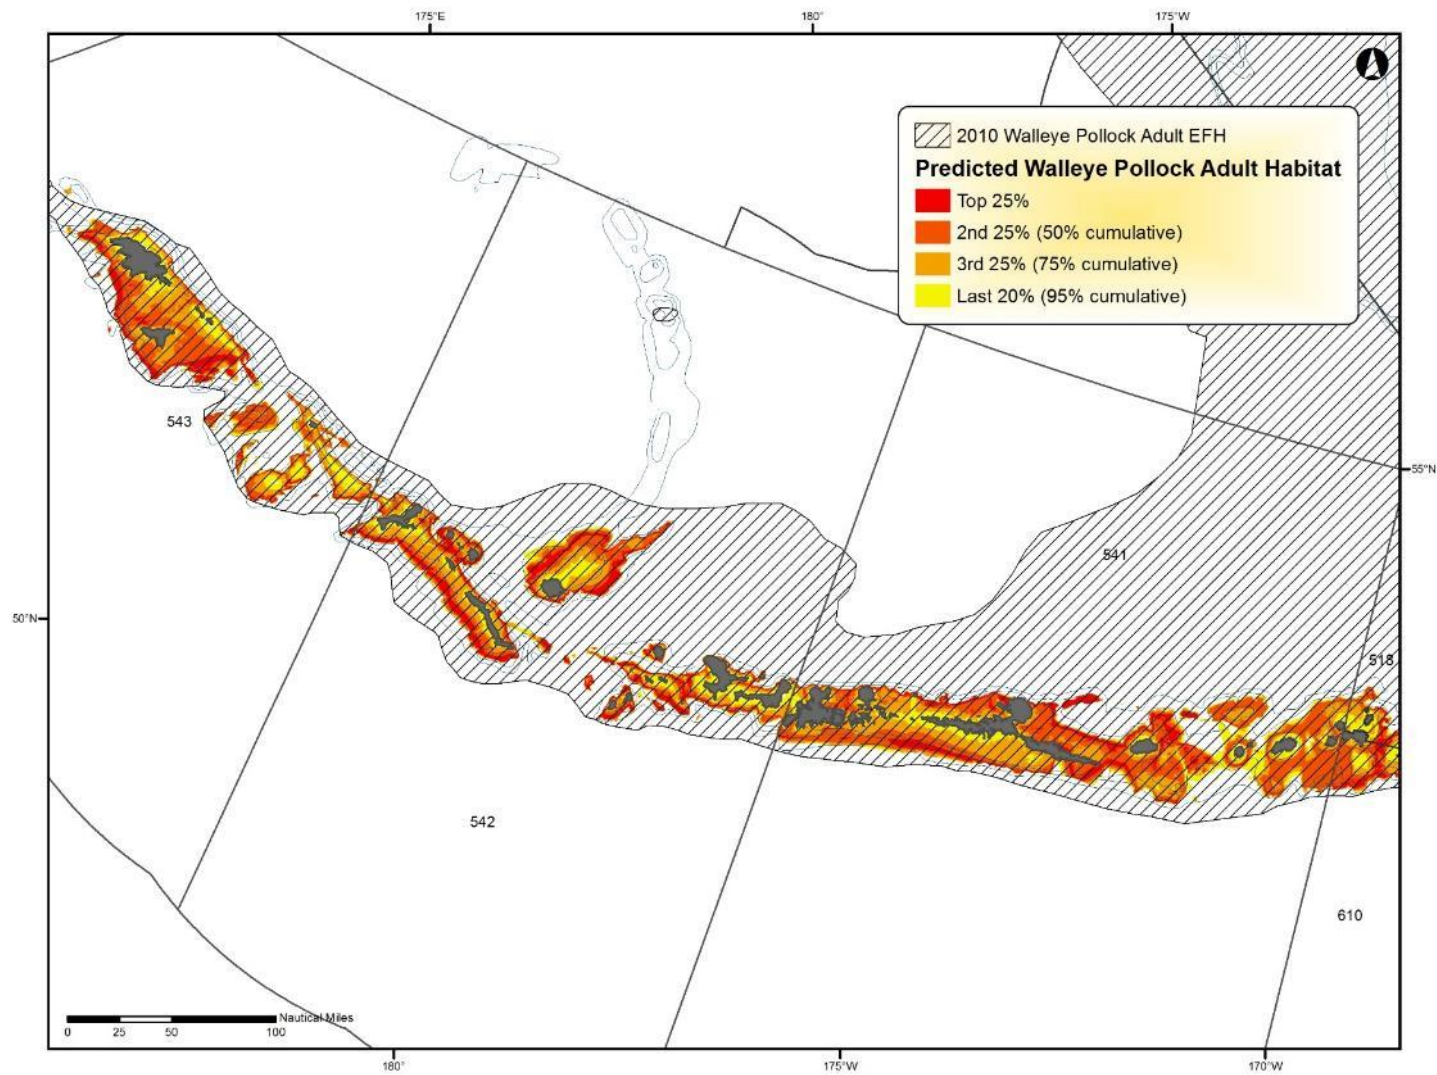 175°E
180°
175°W
2010 Walleye Pollock Adult EFH
Predicted Walleye Pollock Adult Habitat
Top 25%
2nd 25% (50% cumulative)
3rd 25% (75% cumulative)
Last 20% (95% cumulative)
543
55°N
541
50°N
518
542
610
Nautical Miles
0 25 50 100
180°
175°W
170°W